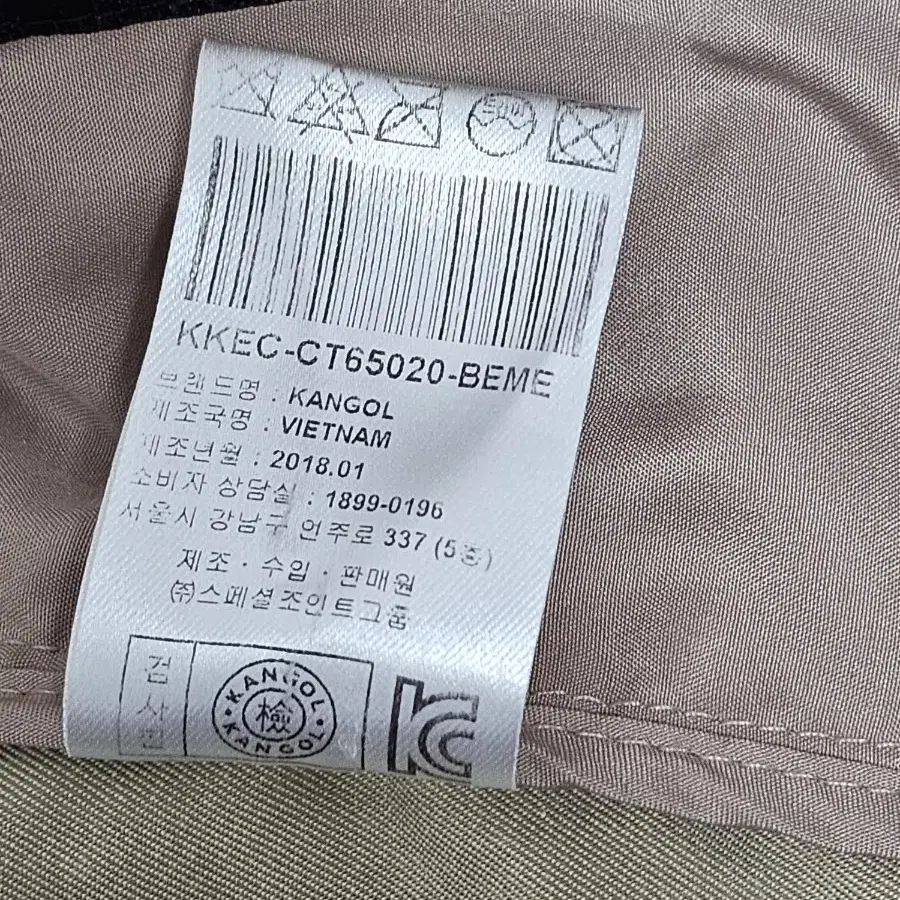 KKEC-CT65020-BEME
브랜드명 : KANGOL
제조국명 : VIETNAM
제조년월 : 2018.01
소비자 상담실 : 1899-0196
서울시 강남구 언주로 337 (5층)
제조 · 수입 · 판매원
㈜스페셜조인트그룹
검사필
KANGOL
檢
KANGOL
KC